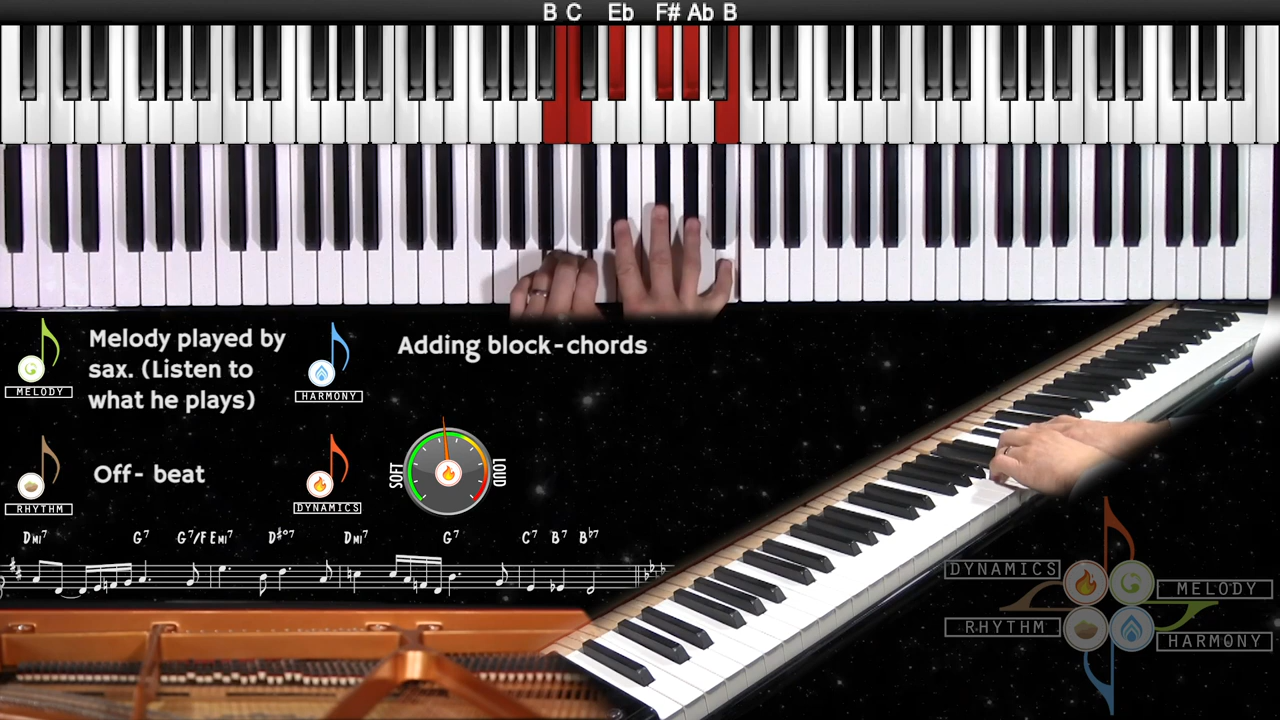 B C Eb F# Ab B
Melody played by
sax. (Listen to
what he plays)
MELODY
Adding block-chords
HARMONY
Off- beat
RHYTHM
DYNAMICS
SOFT
LOUD
Dmi7 G7 G7/F Emi7 D#°7 Dmi7 G7 C7 B7 Bb7
DYNAMICS
MELODY
RHYTHM
HARMONY